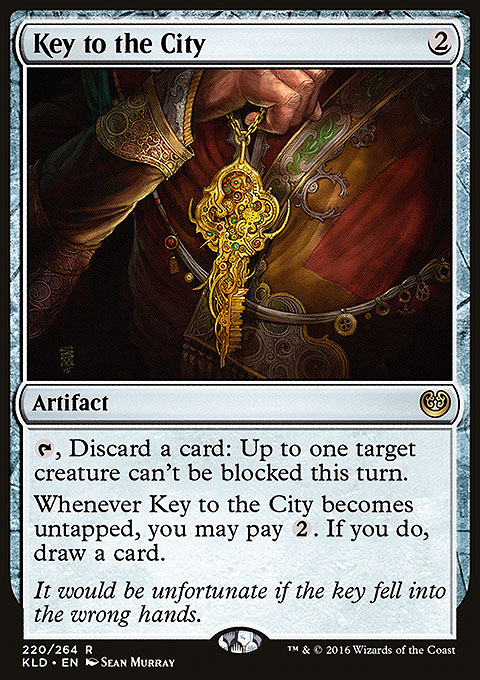 Key to the City 2
Artifact
, Discard a card: Up to one target
creature can't be blocked this turn.
Whenever Key to the City becomes
untapped, you may pay 2. If you do,
draw a card.
It would be unfortunate if the key fell into
the wrong hands.
220/264 R
KLD • EN Sean Murray
™ & © 2016 Wizards of the Coast